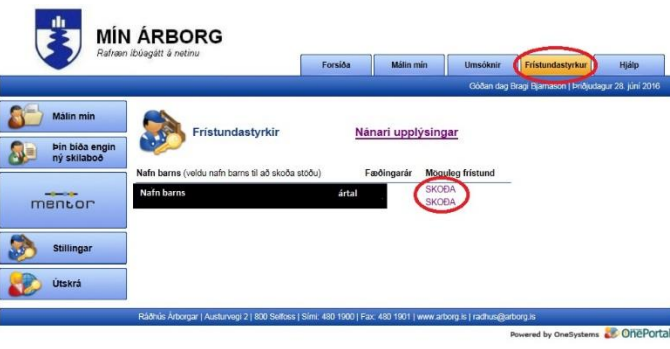 MÍN ÁRBORG
Rafræn íbúagátt á netinu
Forsíða
Málin mín
Umsóknir
Frístundastyrkur
Hjálp
Góðan dag Bragi Bjarnason | Þriðjudagur 28. júní 2016
Málin mín
Þín bíða engin
ný skilaboð
mentor
Stillingar
Útskrá
Frístundastyrkir
Nánari upplýsingar
Nafn barns (veldu nafn barns til að skoða stöðu)
Fæðingarár
Möguleg frístund
Nafn barns
ártal
SKOÐA
SKOÐA
Ráðhús Árborgar | Austurvegi 2 | 800 Selfoss | Sími: 480 1900 | Fax: 480 1901 | www.arborg.is | radhus@arborg.is
Powered by OneSystems
OnePortal